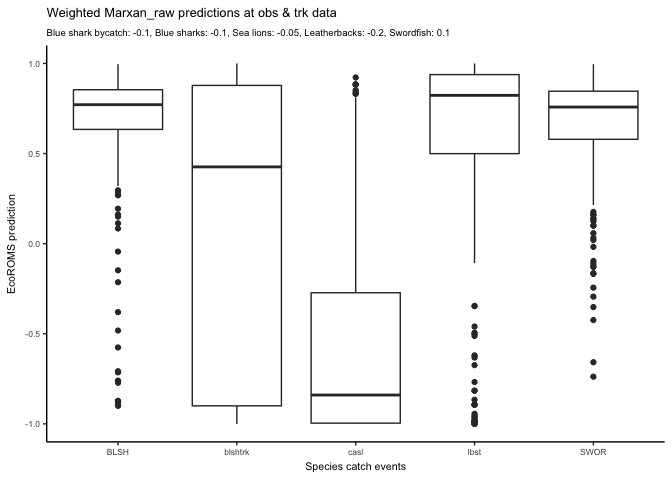 Weighted Marxan_raw predictions at obs & trk data
Blue shark bycatch: -0.1, Blue sharks: -0.1, Sea lions: -0.05, Leatherbacks: -0.2, Swordfish: 0.1
1.0
0.5
0.0
-0.5
-1.0
EcoROMS prediction
BLSH blshtrk casl lbst SWOR
Species catch events